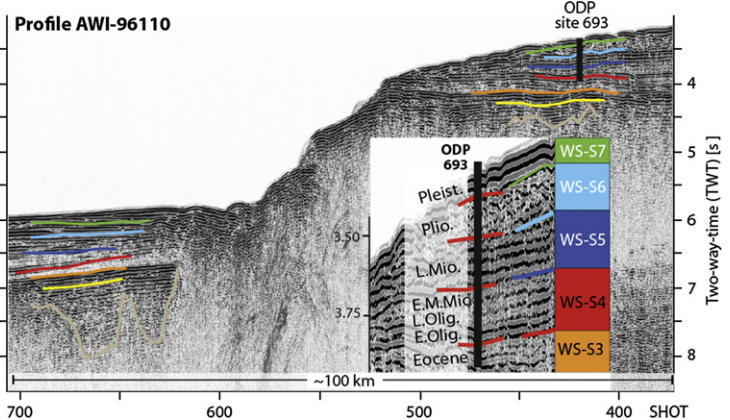 Profile AWI-96110
ODP
site 693
4
5
6
7
8
Two-way-time (TWT) [s]
ODP
693
WS-S7
WS-S6
WS-S5
WS-S4
WS-S3
Pleist.
Plio.
3.50
L.Mio.
E.M.Mio
3.75
L.Olig.
E.Olig.
Eocene
~100 km
700
600
500
400
SHOT